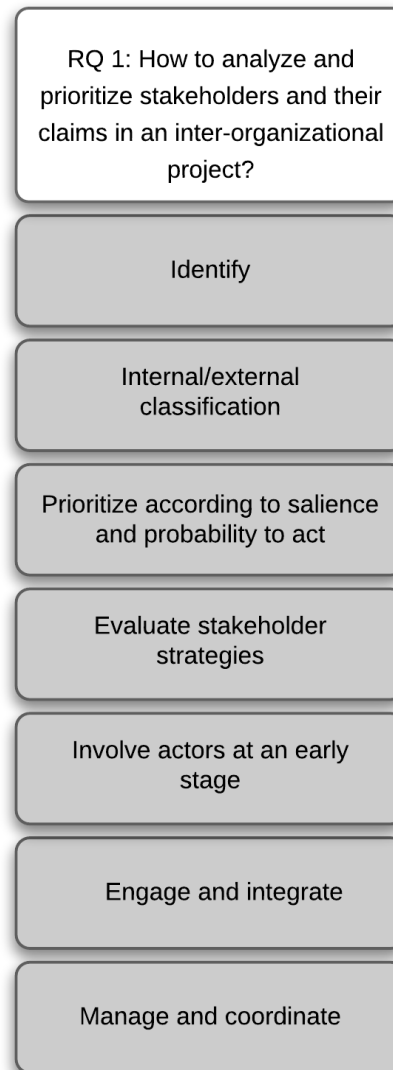 RQ 1: How to analyze and
prioritize stakeholders and their
claims in an inter-organizational
project?
Identify
Internal/external
classification
Prioritize according to salience
and probability to act
Evaluate stakeholder
strategies
Involve actors at an early
stage
Engage and integrate
Manage and coordinate